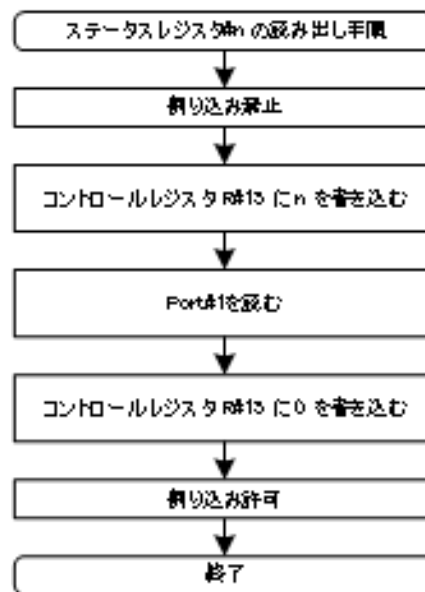 ステータスレジスタ#n の読み出し手順
割り込み禁止
コントロールレジスタ R#15 に n を書き込む
Port#1を読む
コントロールレジスタ R#15 に 0 を書き込む
割り込み許可
終了